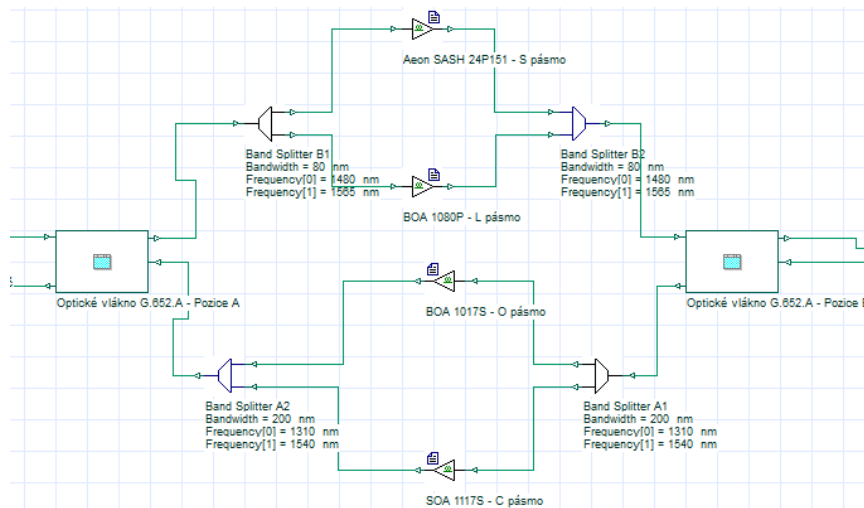 Aeon SASH 24P151 - S pásmo
Band Splitter B1
Bandwidth = 80 nm
Frequency[0] = 1480 nm
Frequency[1] = 1565 nm
Band Splitter B2
Bandwidth = 80 nm
Frequency[0] = 1480 nm
Frequency[1] = 1565 nm
BOA 1080P - L pásmo
Optické vlákno G.652.A - Pozice A
BOA 1017S - O pásmo
Optické vlákno G.652.A - Pozice
Band Splitter A2
Bandwidth = 200 nm
Frequency[0] = 1310 nm
Frequency[1] = 1540 nm
Band Splitter A1
Bandwidth = 200 nm
Frequency[0] = 1310 nm
Frequency[1] = 1540 nm
SOA 1117S - C pásmo